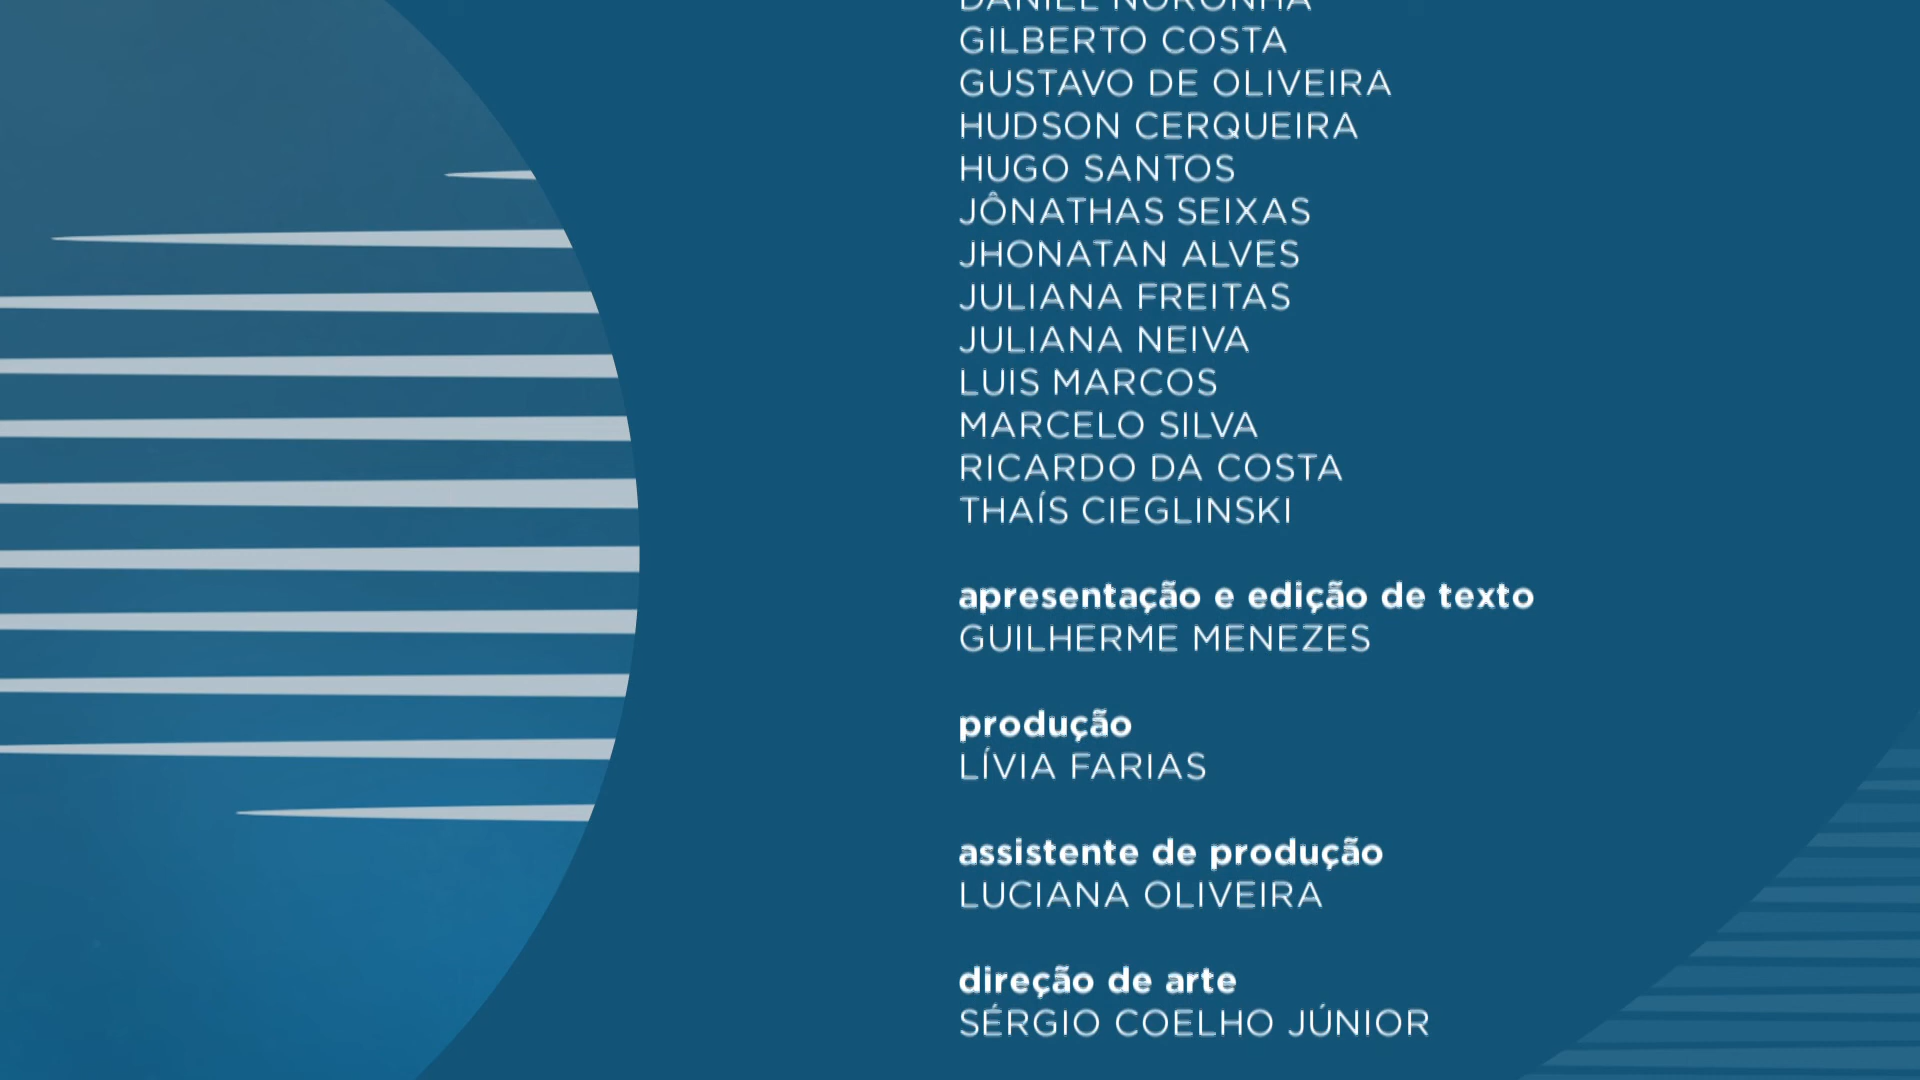 DANIEL NORONHA
GILBERTO COSTA
GUSTAVO DE OLIVEIRA
HUDSON CERQUEIRA
HUGO SANTOS
JÔNATHAS SEIXAS
JHONATAN ALVES
JULIANA FREITAS
JULIANA NEIVA
LUIS MARCOS
MARCELO SILVA
RICARDO DA COSTA
THAÍS CIEGLINSKI
apresentação e edição de texto
GUILHERME MENEZES
produção
LÍVIA FARIAS
assistente de produção
LUCIANA OLIVEIRA
direção de arte
SÉRGIO COELHO JÚNIOR